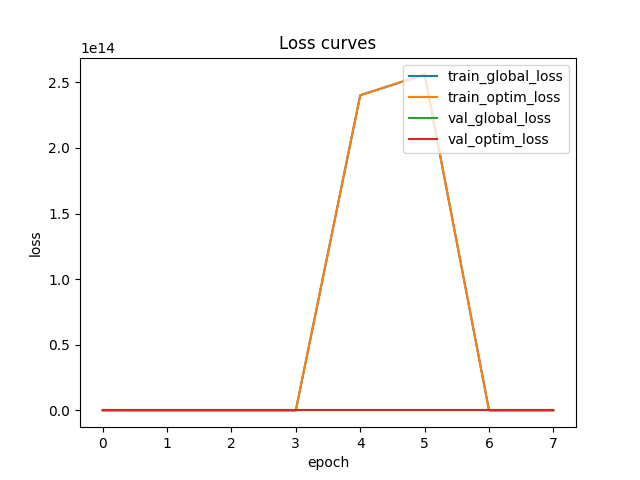 Loss curves
1e14
train_global_loss
train_optim_loss
val_global_loss
val_optim_loss
2.5
2.0
1.5
1.0
0.5
0.0
loss
0 1 2 3 4 5 6 7
epoch